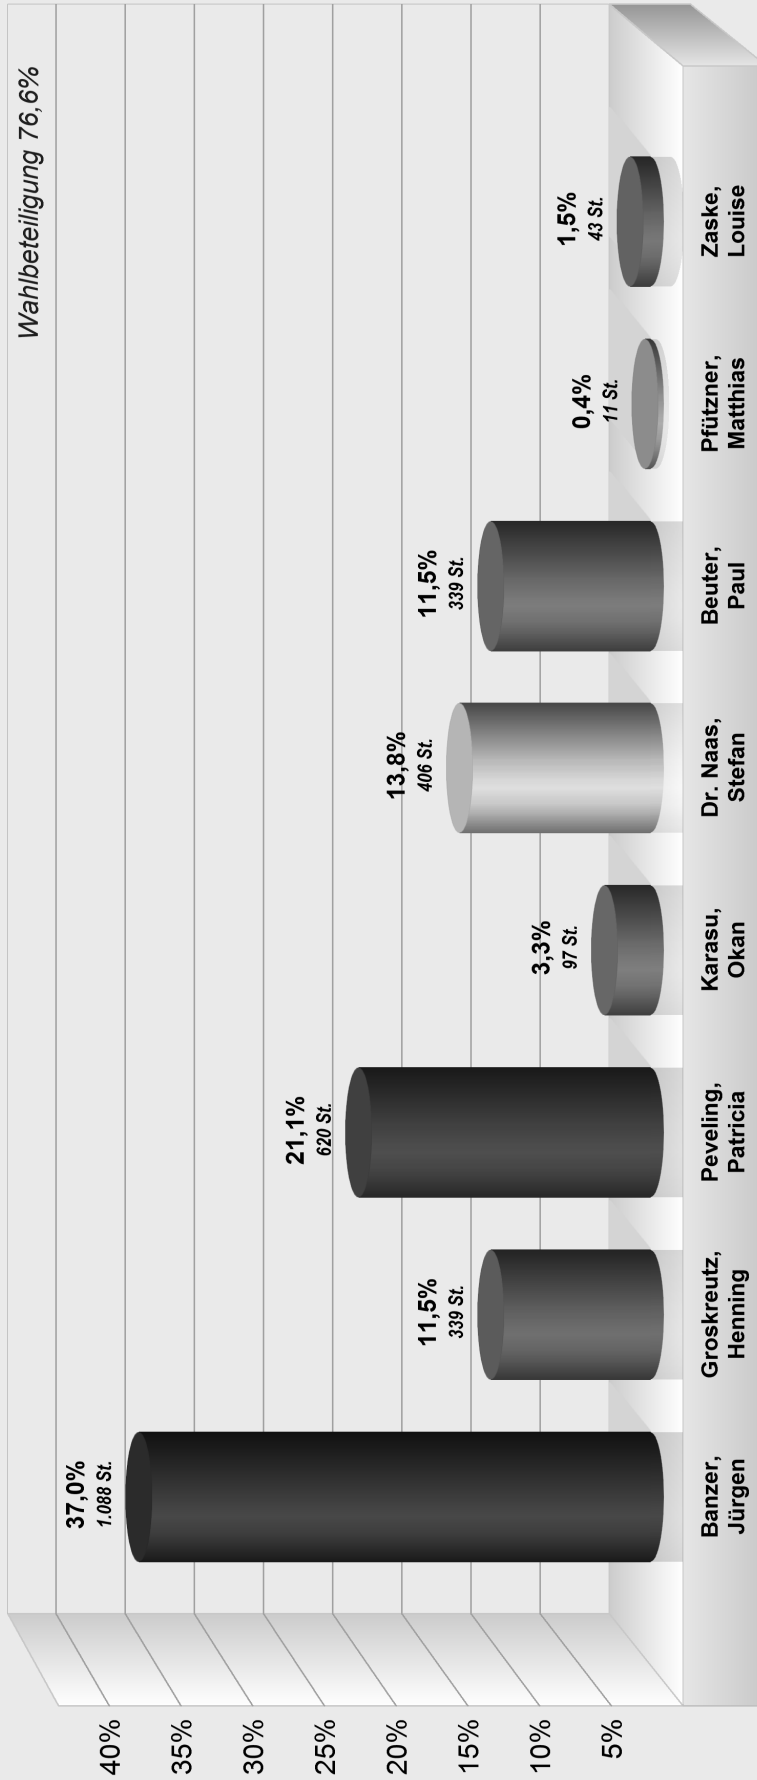 Wahlbeteiligung 76,6%
40%
35%
30%
25%
20%
15%
10%
5%
37,0%
1.088 St.
11,5%
339 St.
21,1%
620 St.
3,3%
97 St.
13,8%
406 St.
11,5%
339 St.
0,4%
11 St.
1,5%
43 St.
Banzer,
Jürgen
Groskreutz,
Henning
Peveling,
Patricia
Karasu,
Okan
Dr. Naas,
Stefan
Beuter,
Paul
Pfützner,
Matthias
Zaske,
Louise